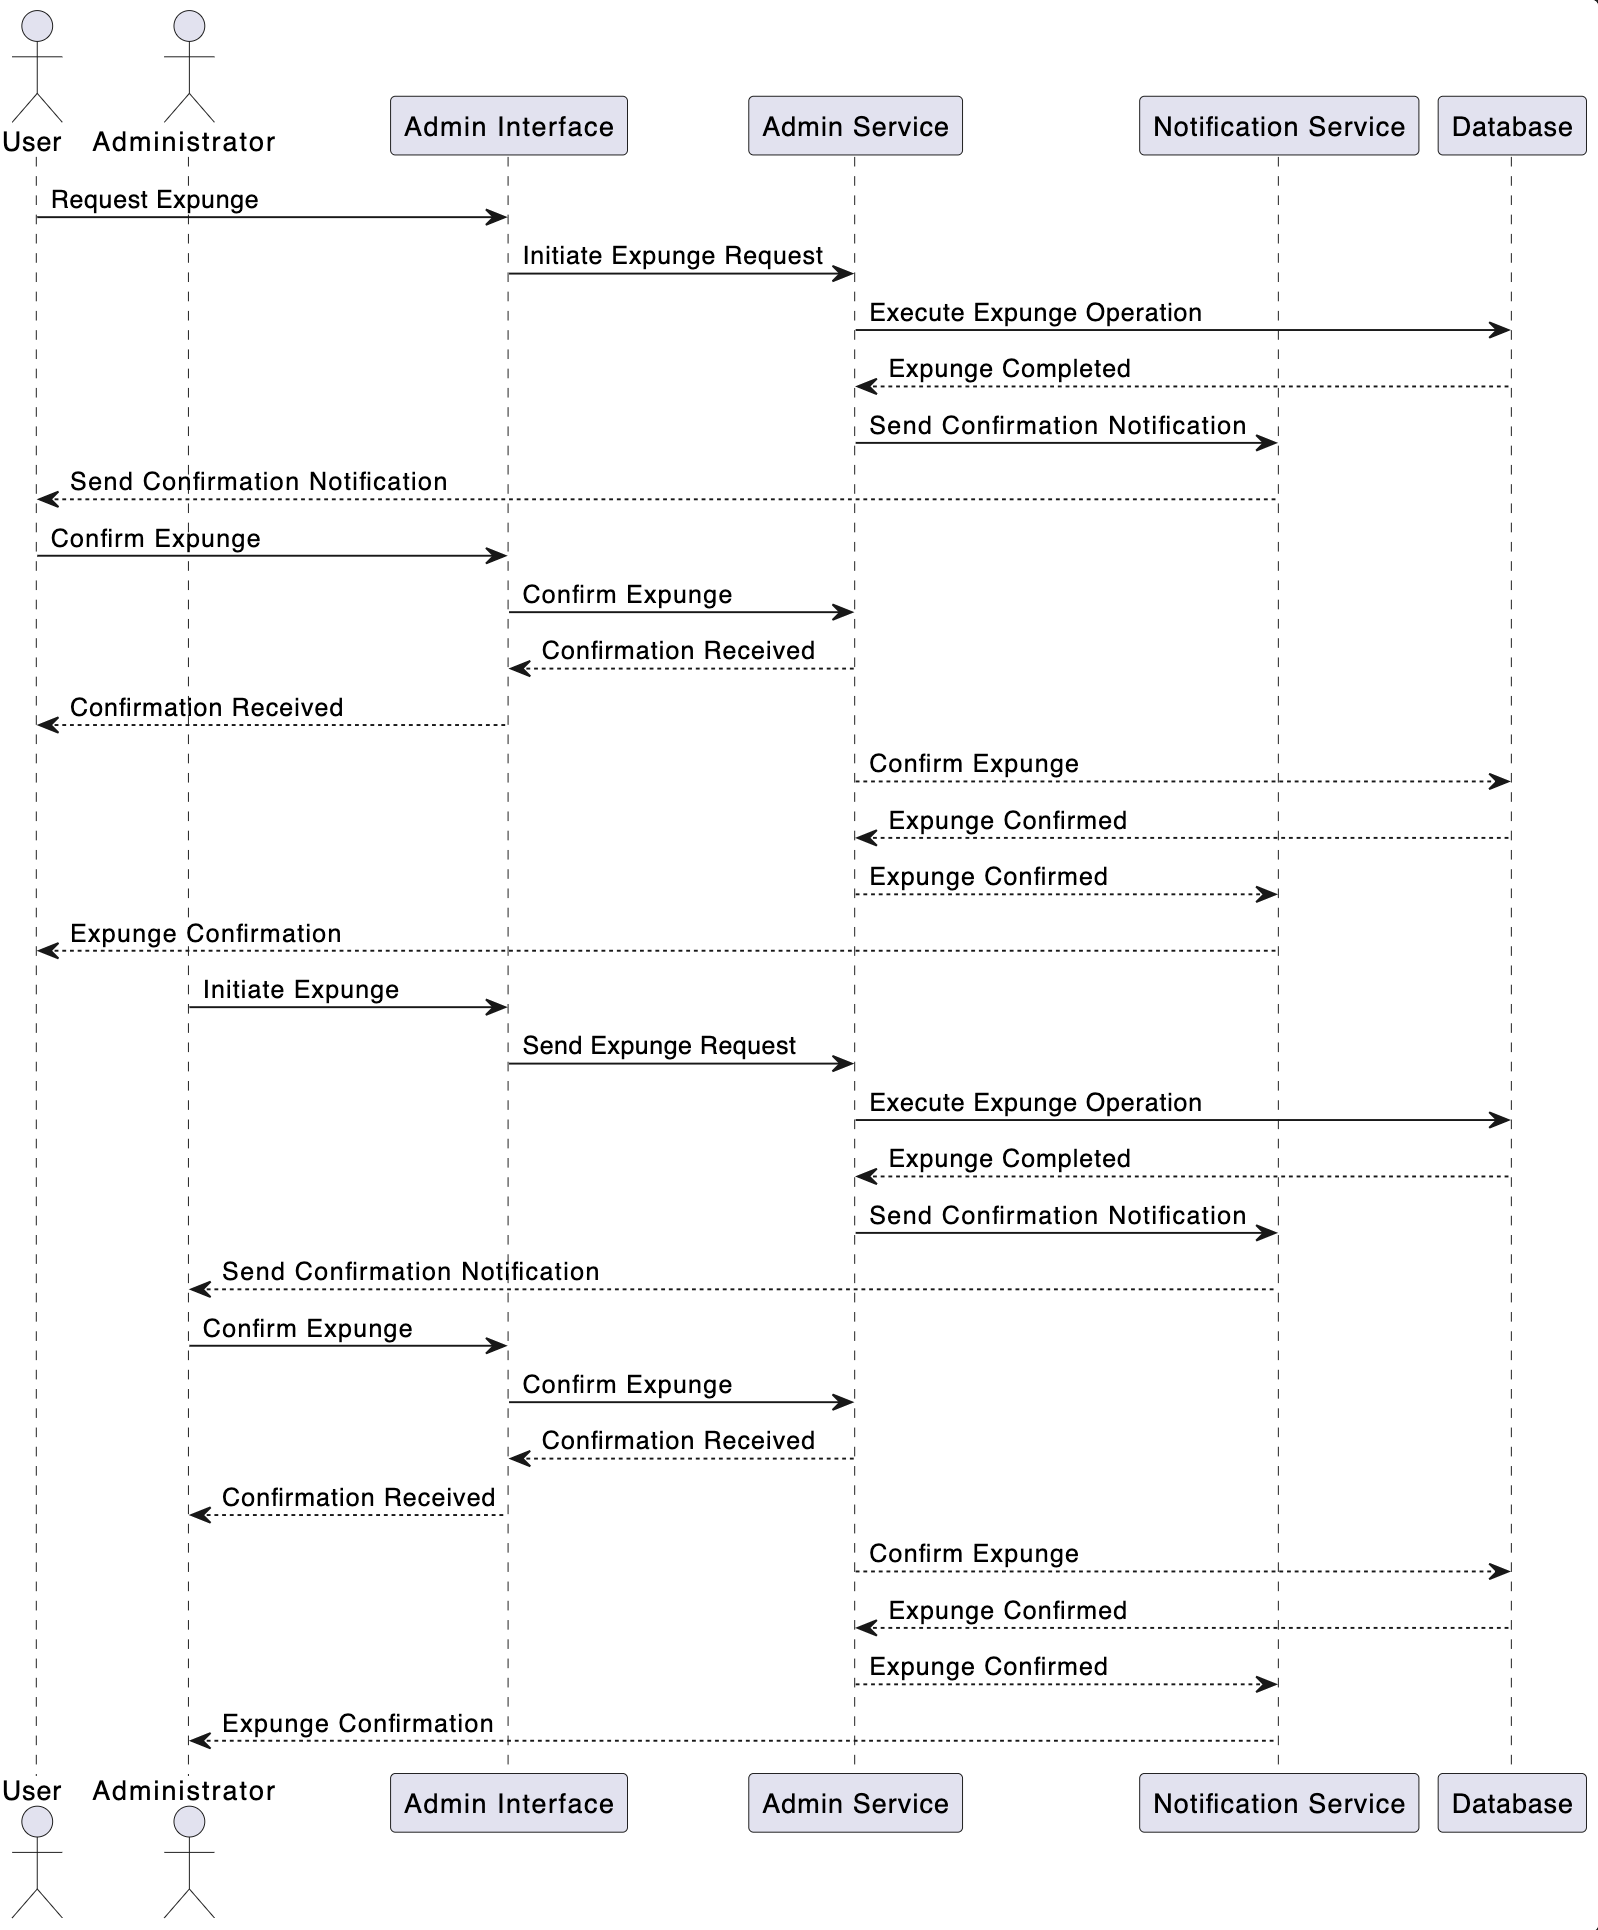 User
Administrator
Admin Interface
Admin Service
Notification Service
Database
Request Expunge
Initiate Expunge Request
Execute Expunge Operation
Expunge Completed
Send Confirmation Notification
Send Confirmation Notification
Confirm Expunge
Confirm Expunge
Confirmation Received
Confirmation Received
Confirm Expunge
Expunge Confirmed
Expunge Confirmed
Expunge Confirmation
Initiate Expunge
Send Expunge Request
Execute Expunge Operation
Expunge Completed
Send Confirmation Notification
Send Confirmation Notification
Confirm Expunge
Confirm Expunge
Confirmation Received
Confirmation Received
Confirm Expunge
Expunge Confirmed
Expunge Confirmed
Expunge Confirmation
User
Administrator
Admin Interface
Admin Service
Notification Service
Database